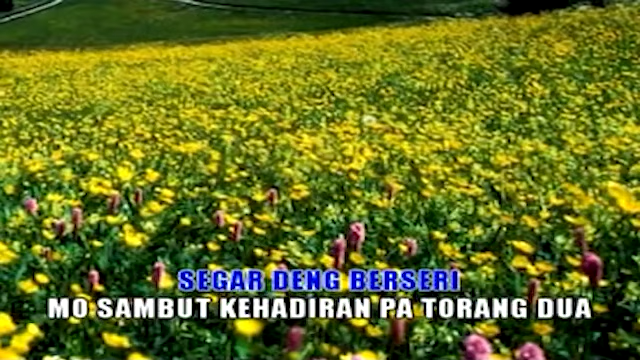 SEGAR DENG BERSERI
MO SAMBUT KEHADIRAN PA TORANG DUA